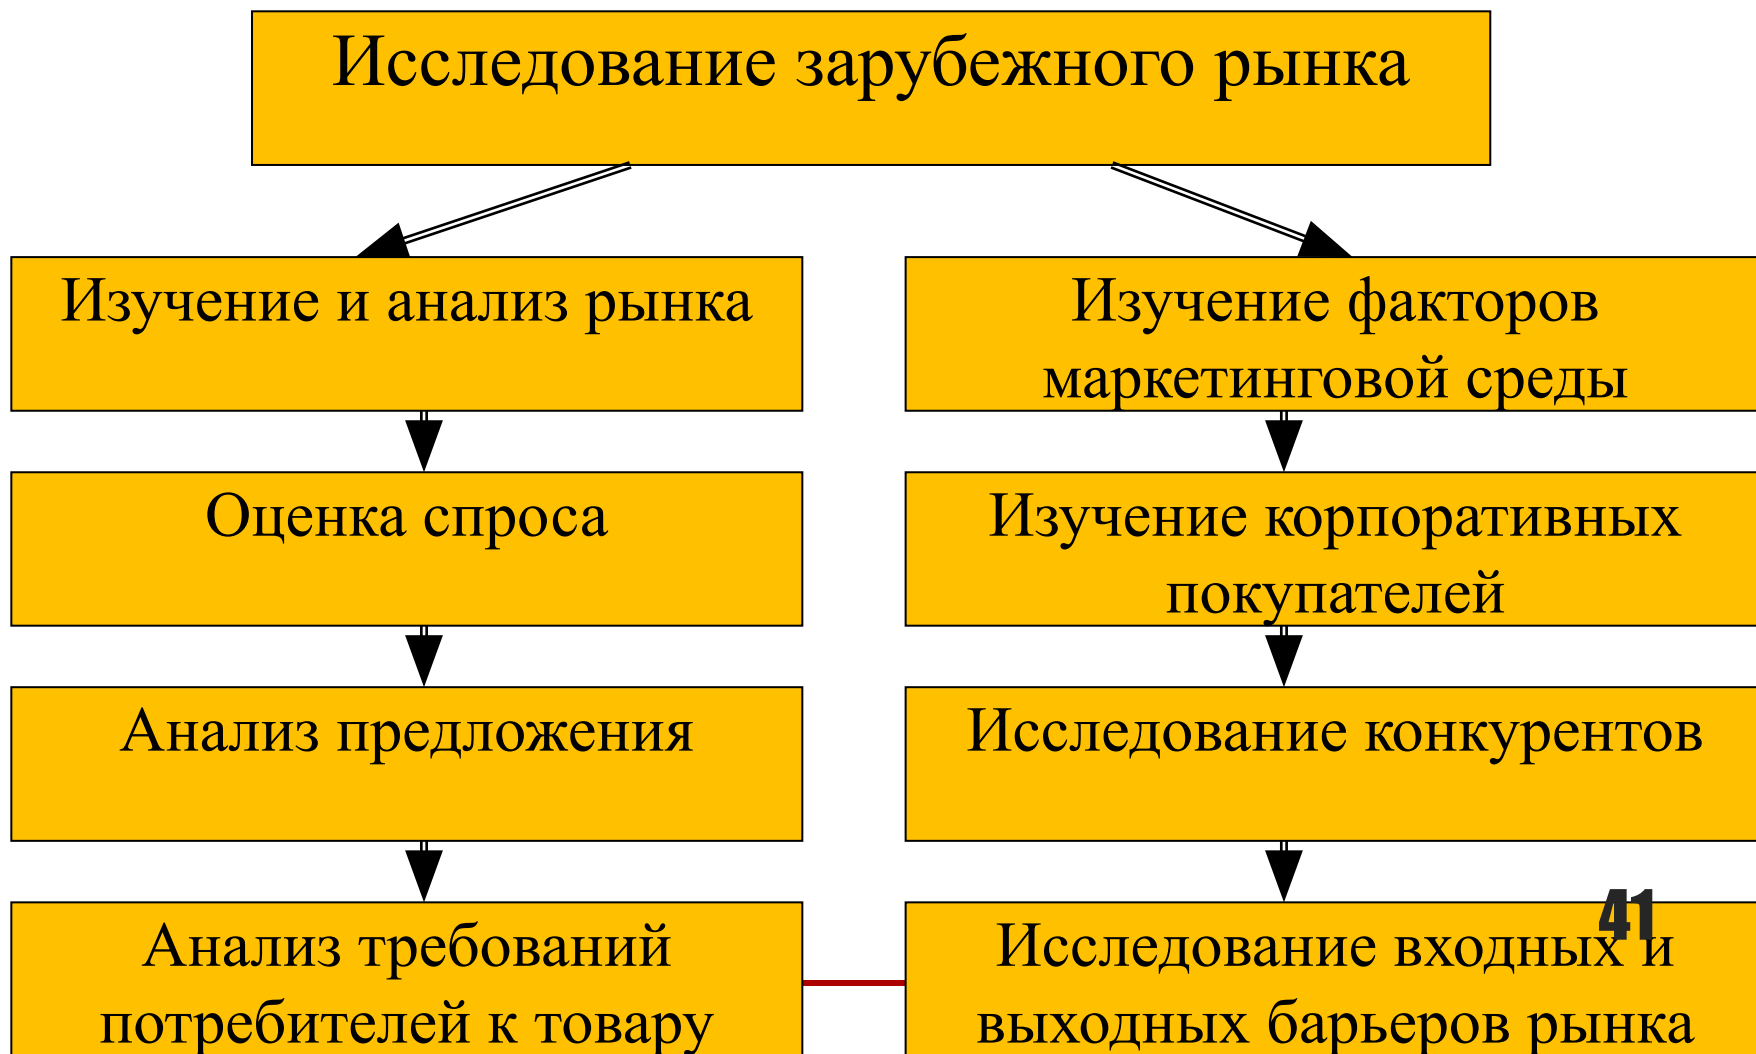 Исследование зарубежного рынка
Изучение и анализ рынка
Оценка спроса
Анализ предложения
Анализ требований
потребителей к товару
Изучение факторов
маркетинговой среды
Изучение корпоративных
покупателей
Исследование конкурентов
Исследование входных и
выходных барьеров рынка
41